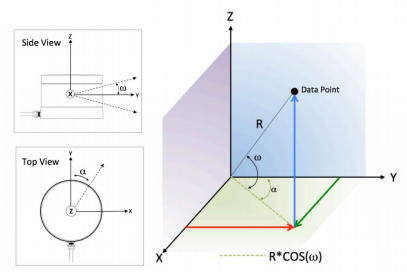 Side View
Z
ω
X
Y
Top View
Y
α
Z
X
Z
Data Point
R
ω
α
Y
X
R*COS(ω)